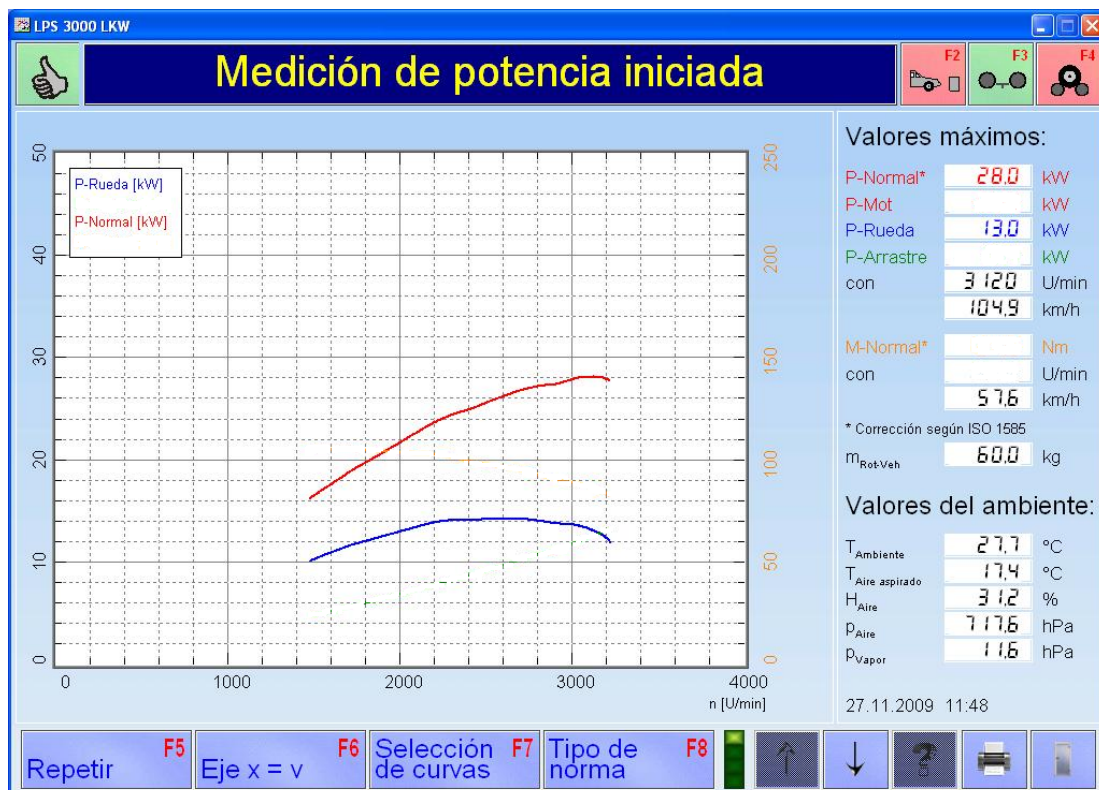 LPS 3000 LKW
Medición de potencia iniciada
F2
F3
F4
50
40
30
20
10
0
P-Rueda [kW]
P-Normal [kW]
250
200
150
100
50
0
0
1000
2000
3000
4000
n [U/min]
Valores máximos:
P-Normal* 28,0 kW
P-Mot kW
P-Rueda 13,0 kW
P-Arrastre kW
con 3120 U/min
104,9 km/h
M-Normal* Nm
con U/min
57,6 km/h
* Corrección según ISO 1585
mRot-Veh 60,0 kg
Valores del ambiente:
TAmbiente 27,7 °C
TAire aspirado 17,4 °C
HAire 31,2 %
pAire 717,6 hPa
pVapor 11,6 hPa
27.11.2009 11:48
Repetir F5
Eje x = v F6
Selección F7
de curvas
Tipo de F8
norma